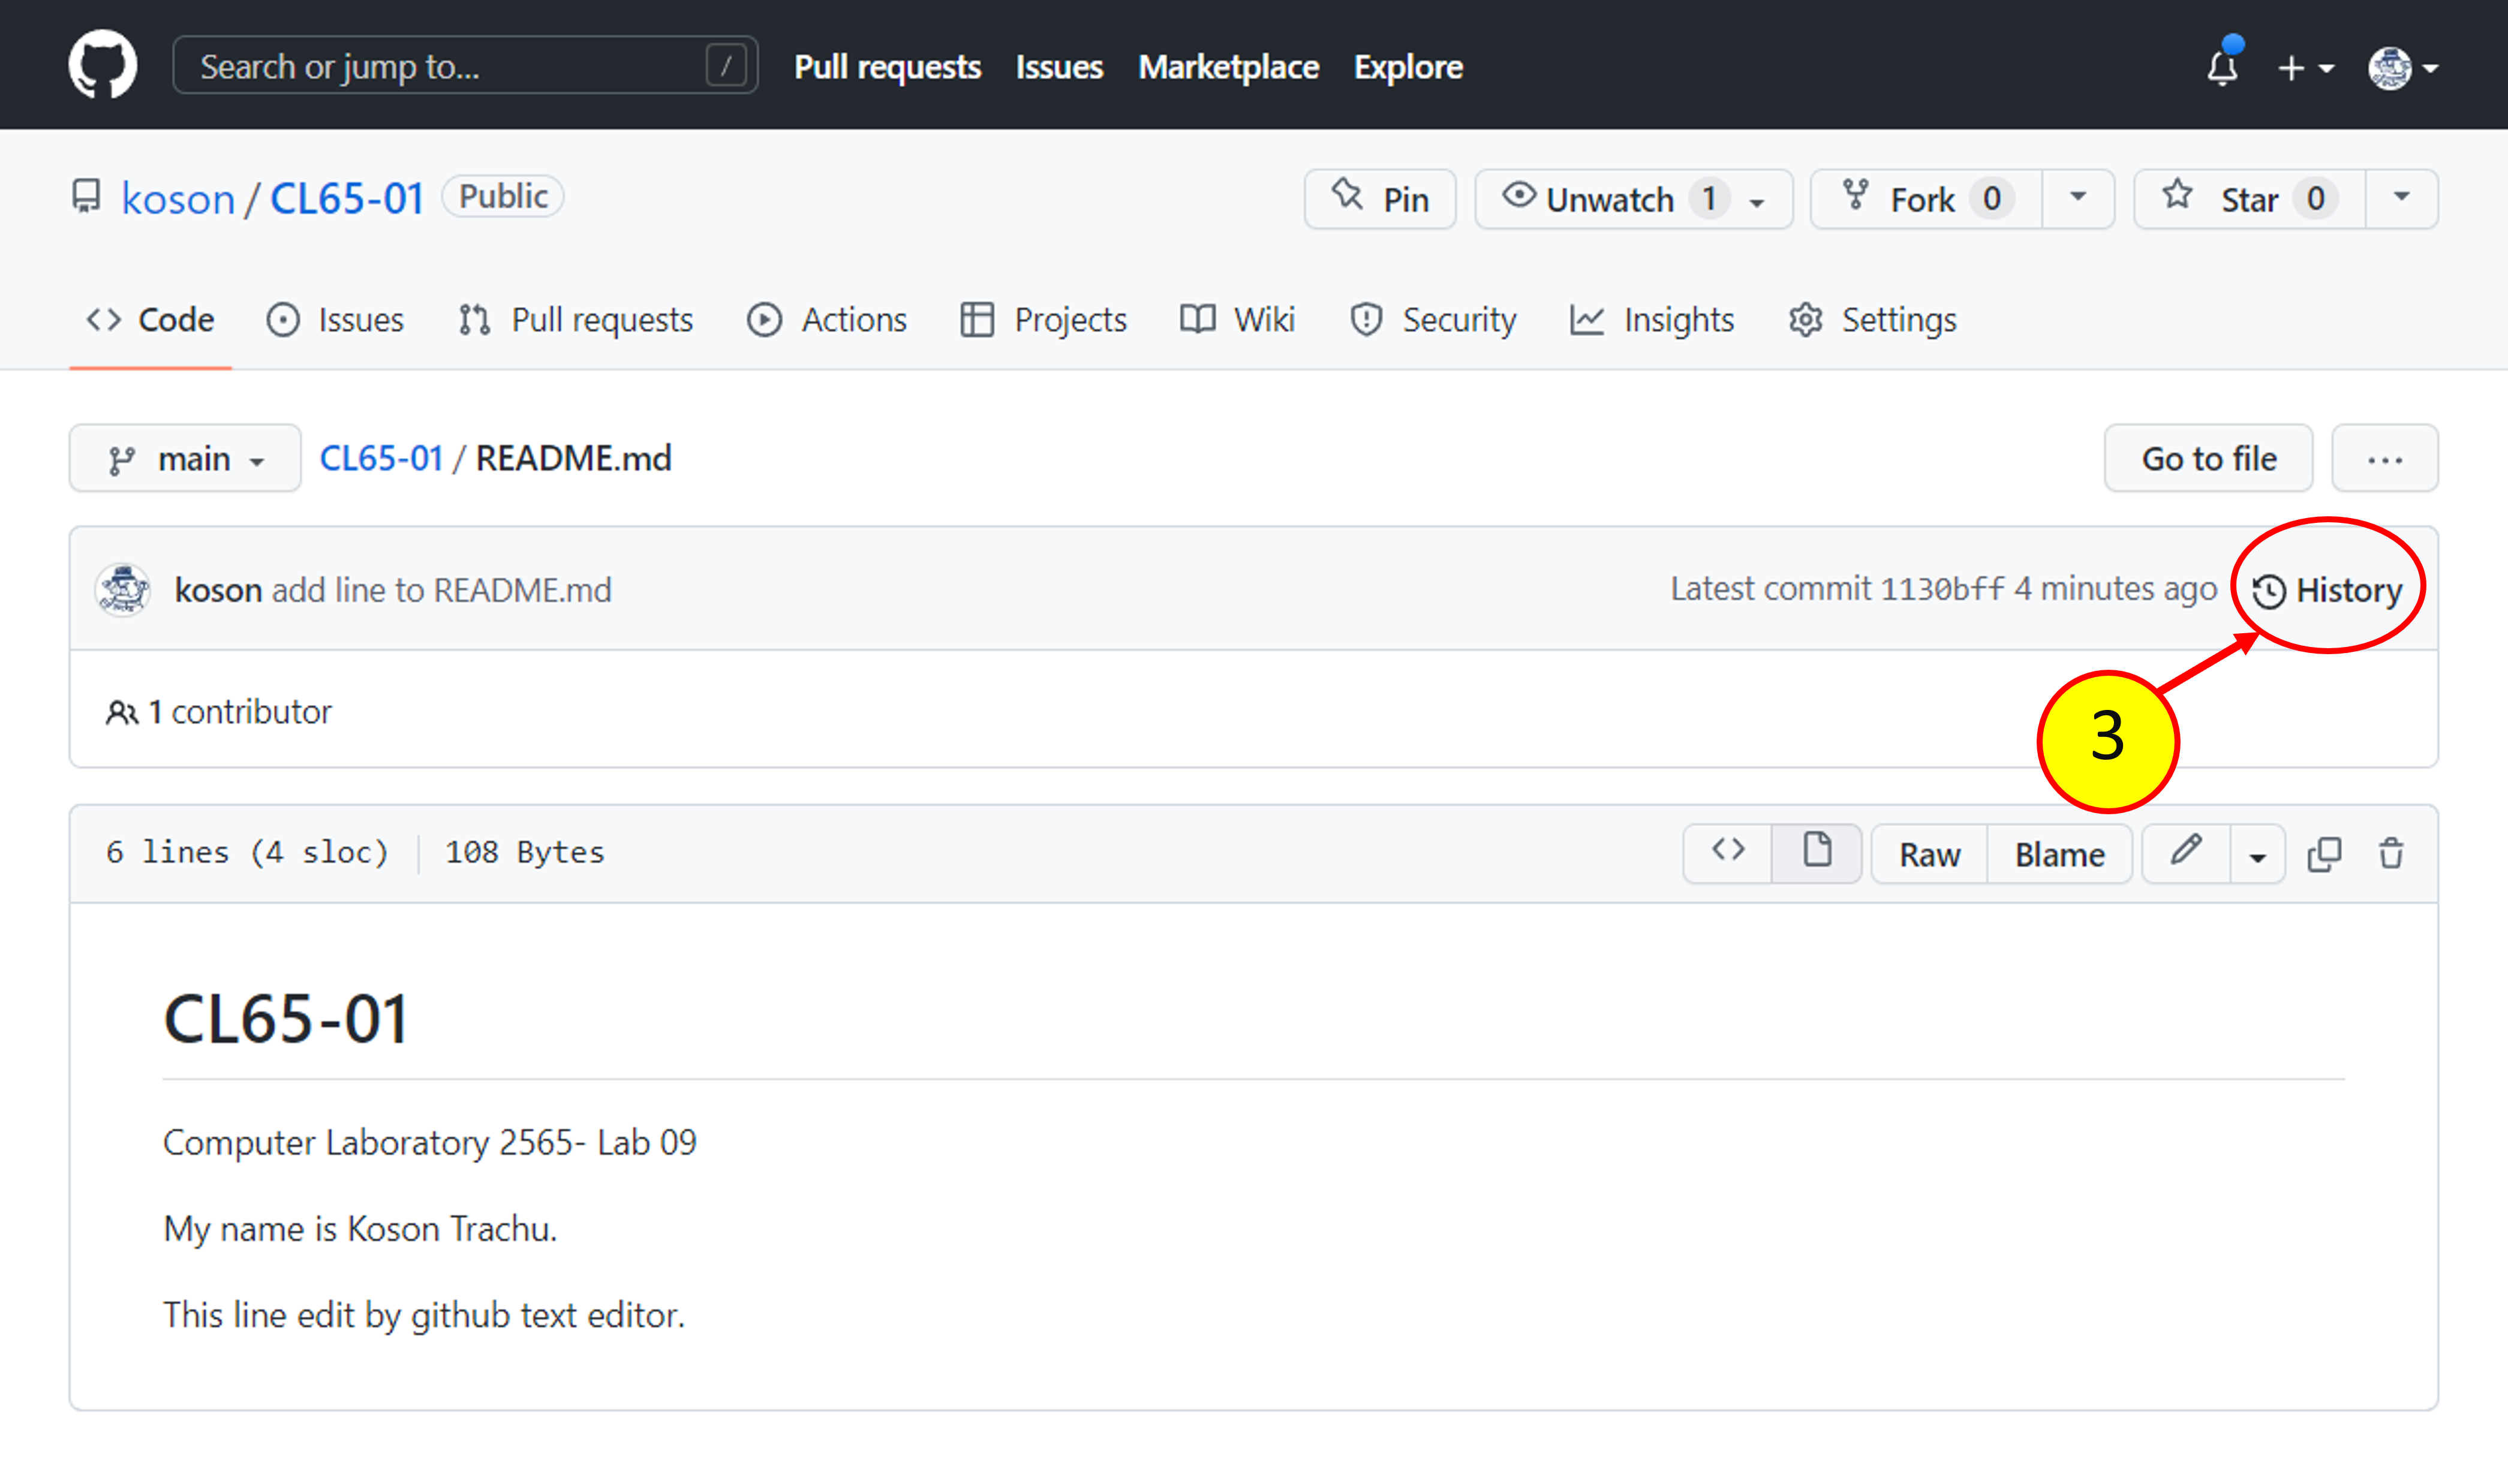 Search or jump to... / Pull requests Issues Marketplace Explore
koson / CL65-01 Public Pin Unwatch 1 Fork 0 Star 0
Code Issues Pull requests Actions Projects Wiki Security Insights Settings
main CL65-01 / README.md Go to file ...
koson add line to README.md Latest commit 1130bff 4 minutes ago History
3
1 contributor
6 lines (4 sloc) 108 Bytes <> Raw Blame
CL65-01
Computer Laboratory 2565- Lab 09
My name is Koson Trachu.
This line edit by github text editor.